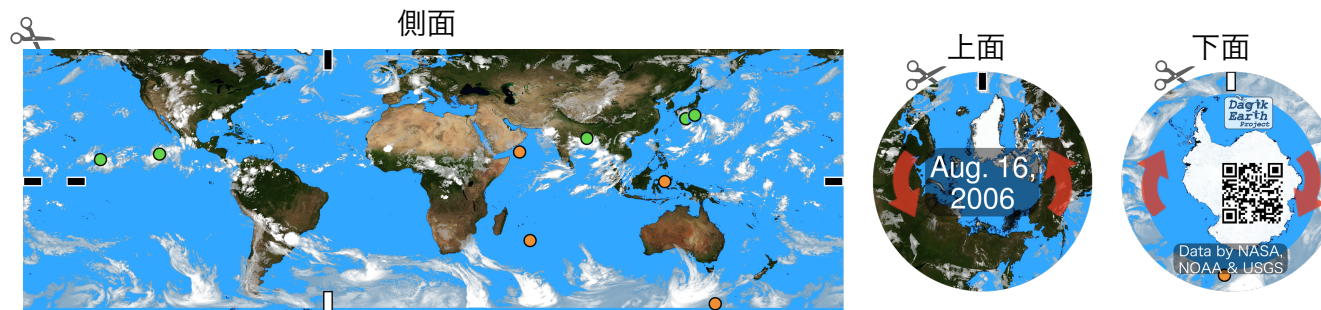 側面
上面
下面
Aug. 16,
2006
Dagik
Earth
Project
Data by NASA,
NOAA & USGS